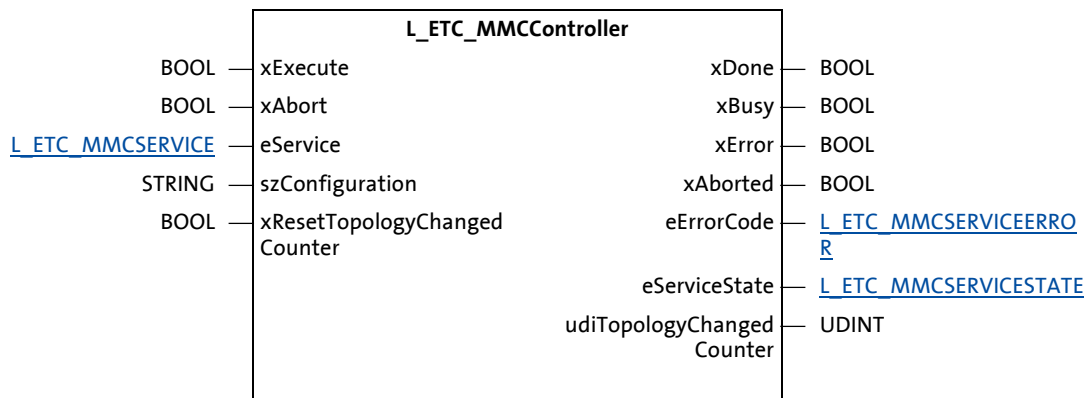 L_ETC_MMCController
BOOL xExecute xDone BOOL
BOOL xAbort xBusy BOOL
L_ETC_MMCSERVICE eService xError BOOL
STRING szConfiguration xAborted BOOL
BOOL xResetTopologyChanged eErrorCode L_ETC_MMCSERVICEERRO
Counter R
eServiceState L_ETC_MMCSERVICESTATE
udiTopologyChanged UDINT
Counter